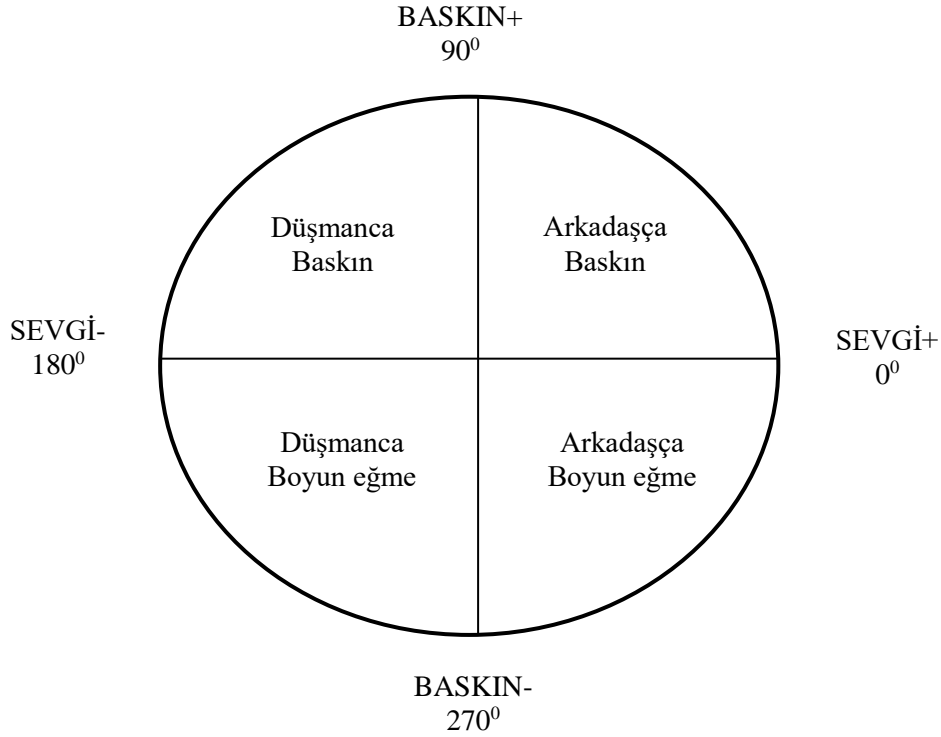 BASKIN+
90⁰
Düşmanca
Baskın
Arkadaşça
Baskın
SEVGİ-
180⁰
SEVGİ+
0⁰
Düşmanca
Boyun eğme
Arkadaşça
Boyun eğme
BASKIN-
270⁰